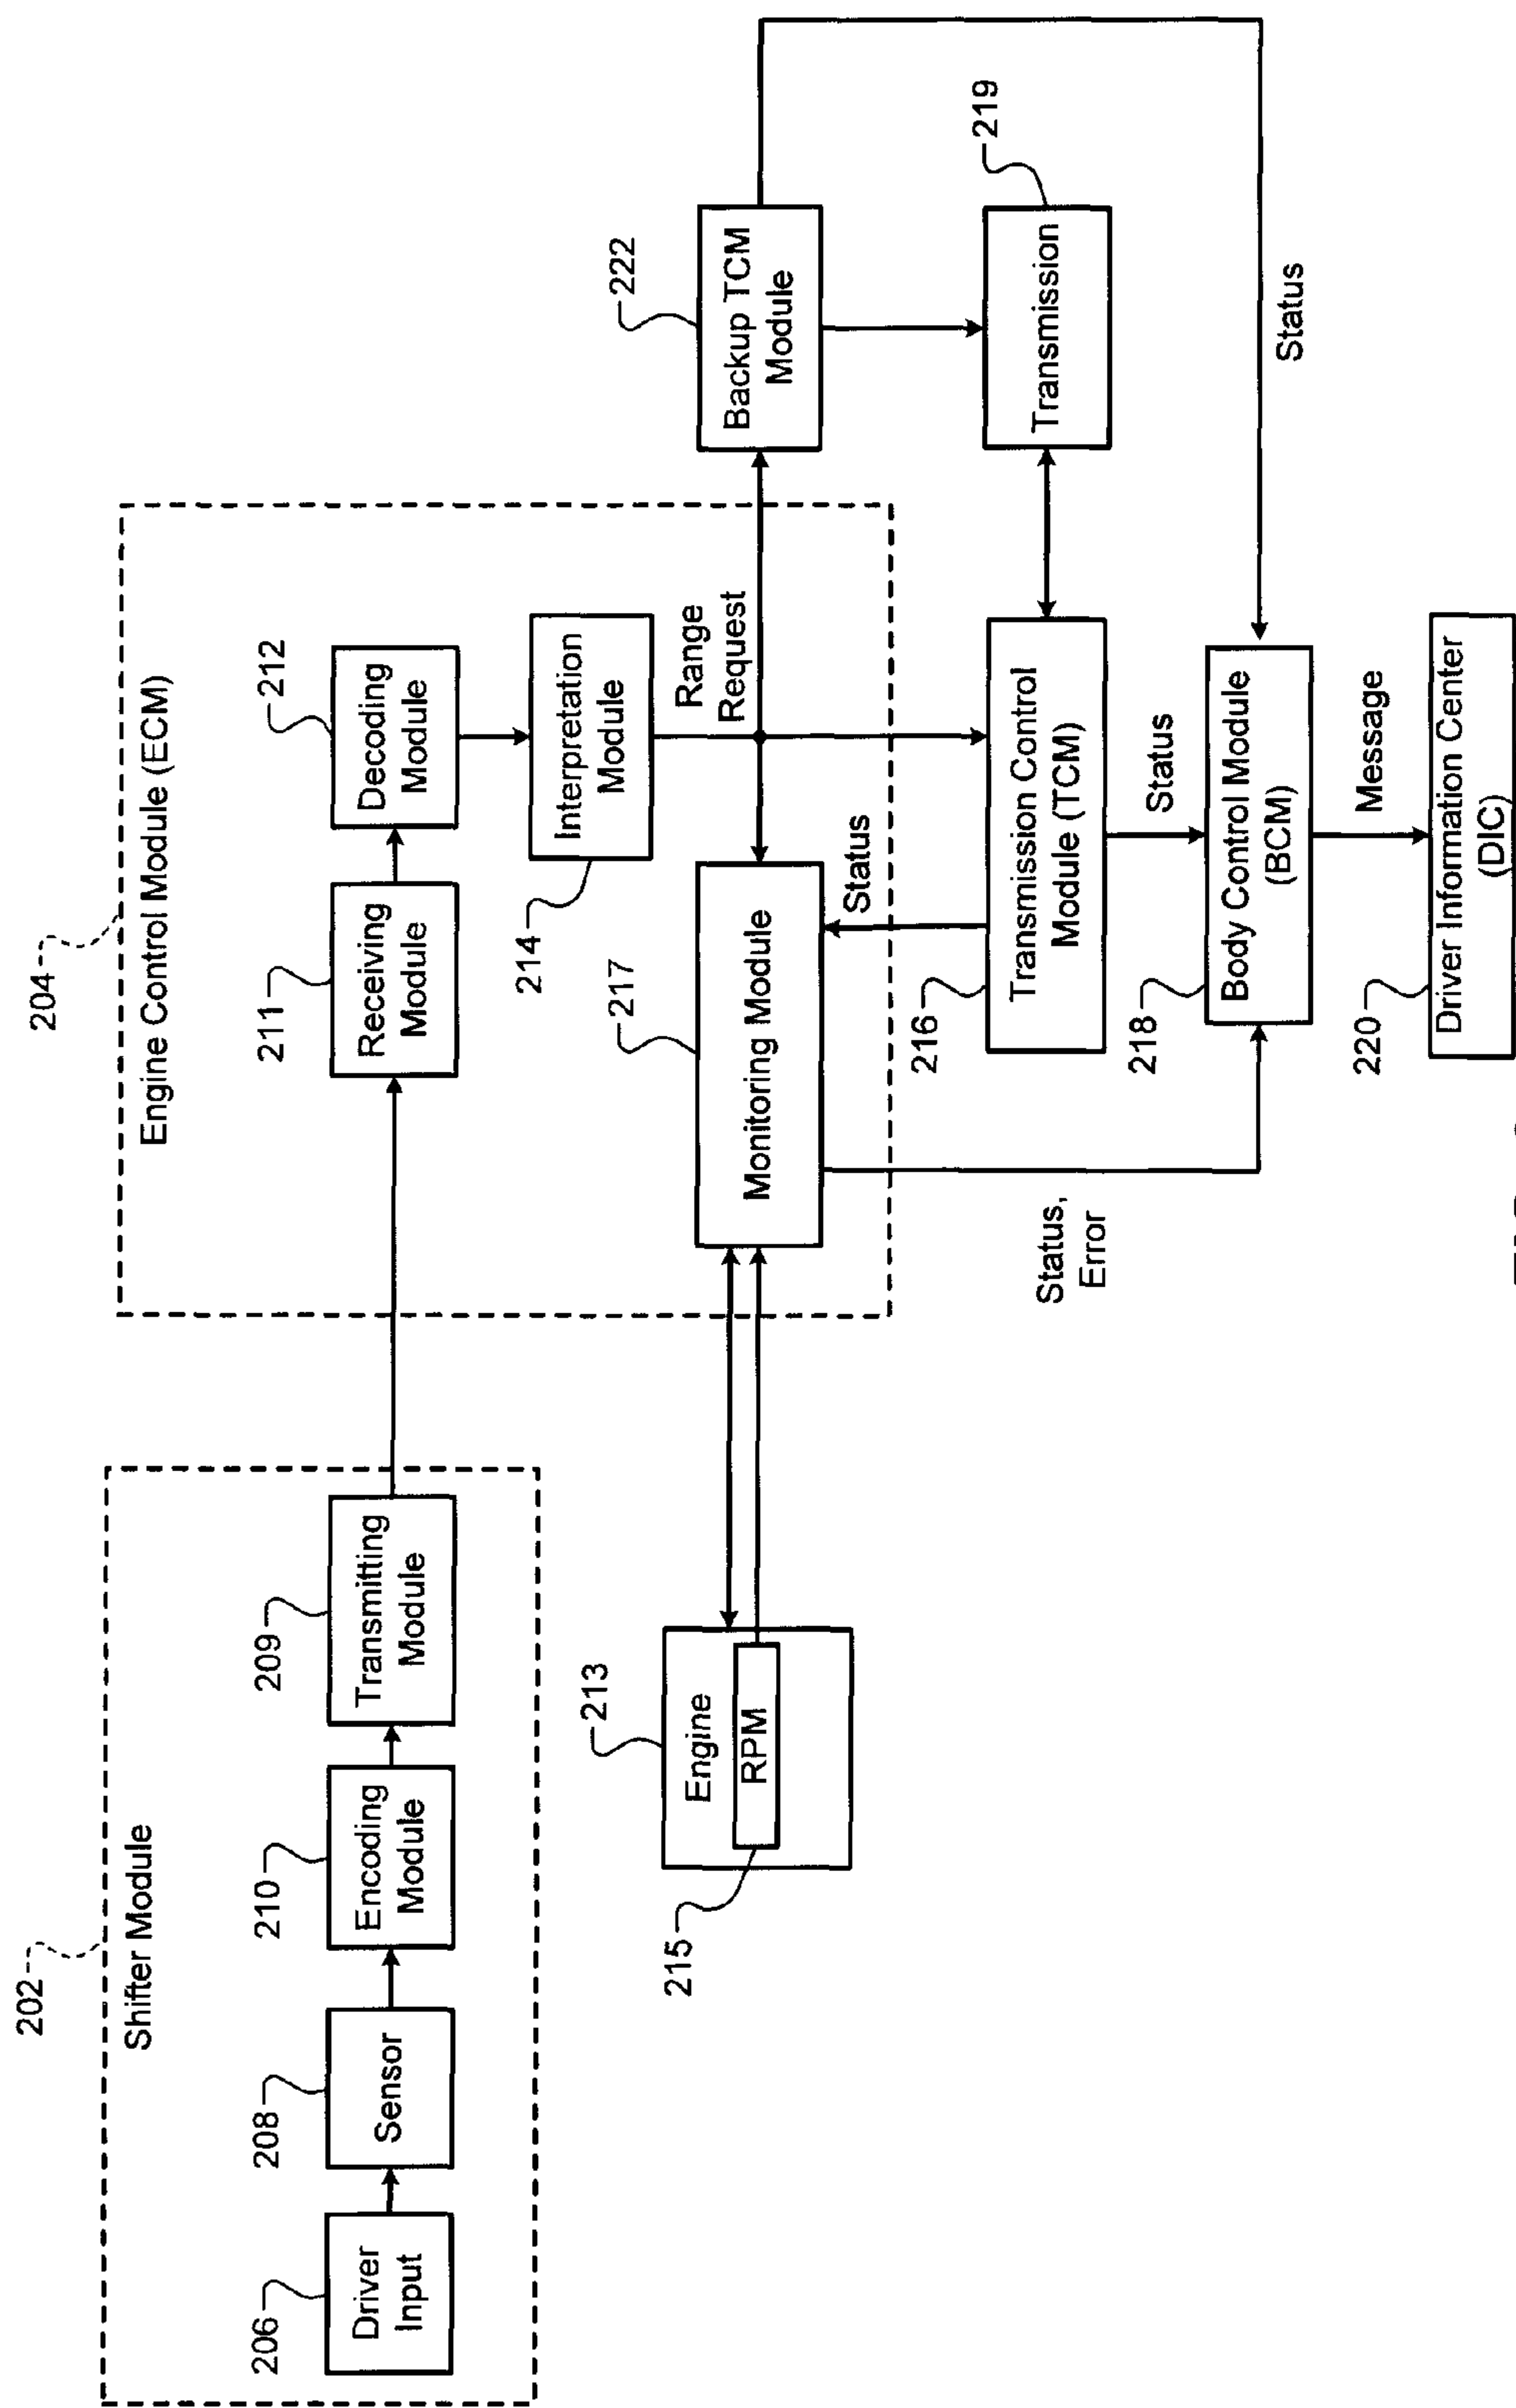 202
Shifter Module
206
Driver
Input
208
Sensor
210
Encoding
Module
209
Transmitting
Module
204
Engine Control Module (ECM)
211
Receiving
Module
212
Decoding
Module
214
Interpretation
Module
Range
Request
213
Engine
RPM
215
217
Monitoring Module
Status
222
Backup TCM
Module
219
Transmission
216
Transmission Control
Module (TCM)
Status,
Error
Status
Status
218
Body Control Module
(BCM)
Message
220
Driver Information Center
(DIC)